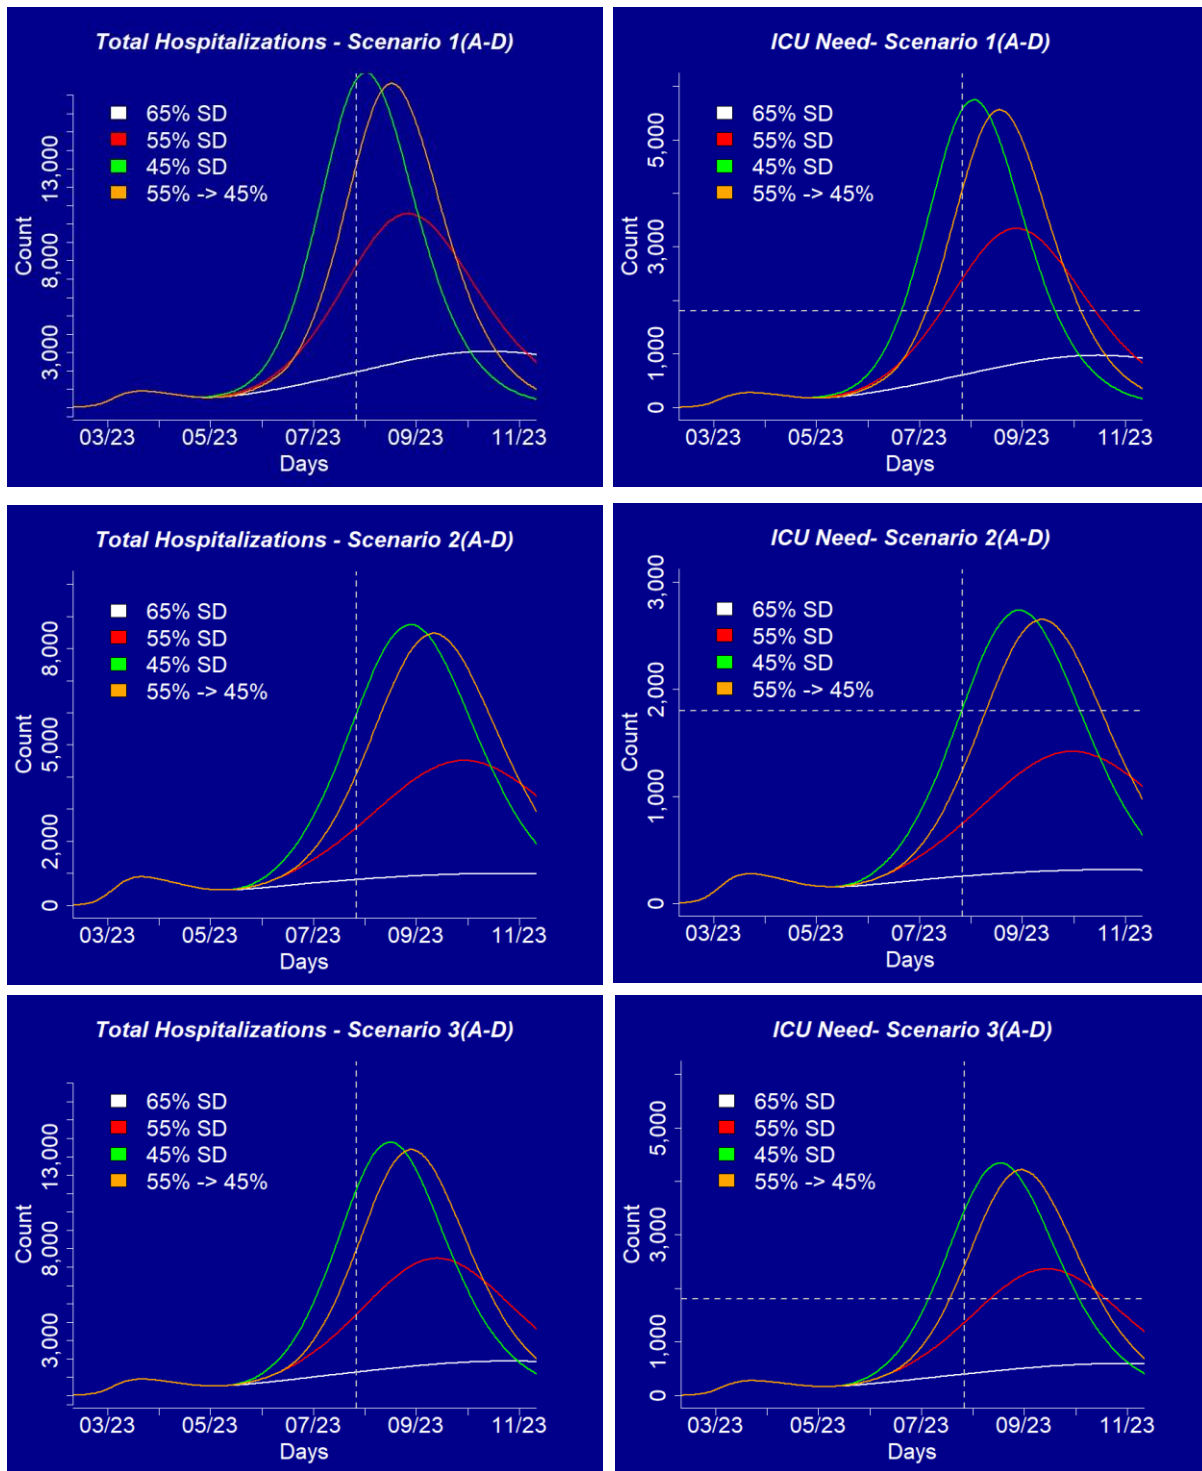 Total Hospitalizations - Scenario 1(A-D)
65% SD
55% SD
45% SD
55% -> 45%
Count
13,000
8,000
3,000
03/23 05/23 07/23 09/23 11/23
Days
ICU Need- Scenario 1(A-D)
65% SD
55% SD
45% SD
55% -> 45%
Count
5,000
3,000
1,000
0
03/23 05/23 07/23 09/23 11/23
Days
Total Hospitalizations - Scenario 2(A-D)
65% SD
55% SD
45% SD
55% -> 45%
Count
8,000
5,000
2,000
0
03/23 05/23 07/23 09/23 11/23
Days
ICU Need- Scenario 2(A-D)
65% SD
55% SD
45% SD
55% -> 45%
Count
3,000
2,000
1,000
0
03/23 05/23 07/23 09/23 11/23
Days
Total Hospitalizations - Scenario 3(A-D)
65% SD
55% SD
45% SD
55% -> 45%
Count
13,000
8,000
3,000
03/23 05/23 07/23 09/23 11/23
Days
ICU Need- Scenario 3(A-D)
65% SD
55% SD
45% SD
55% -> 45%
Count
5,000
3,000
1,000
0
03/23 05/23 07/23 09/23 11/23
Days